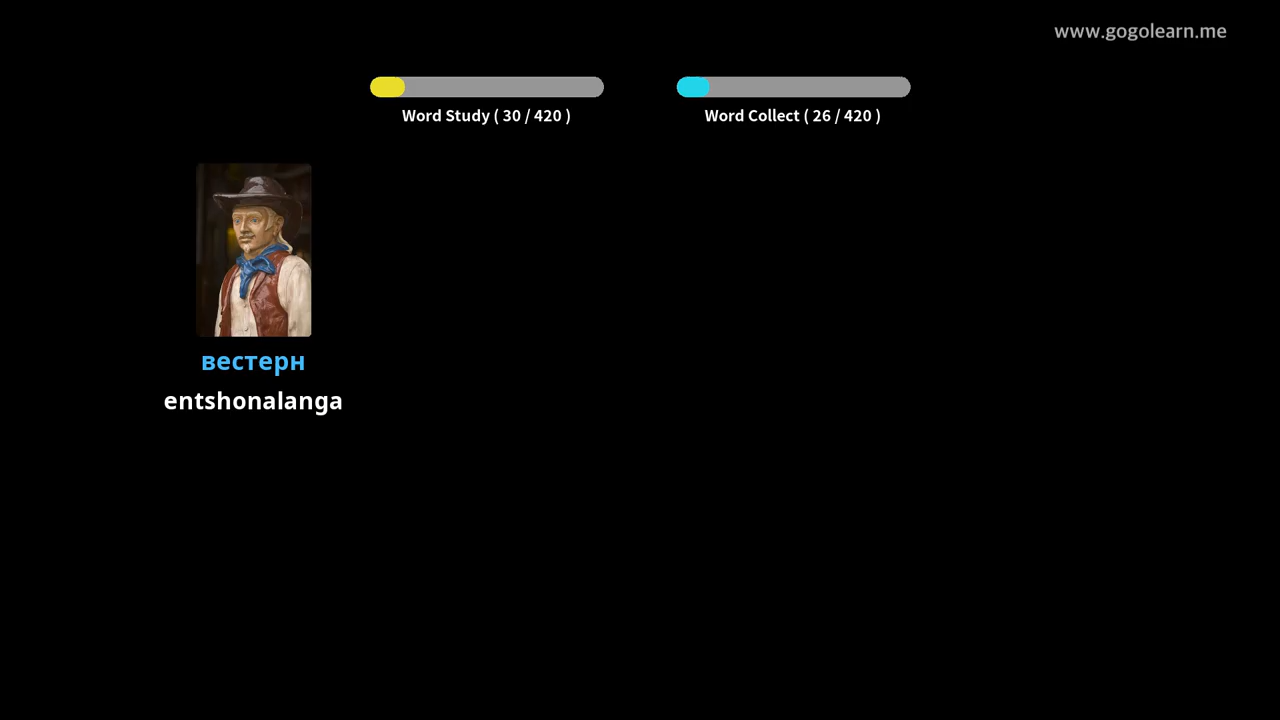 www.gogolearn.me
Word Study ( 30 / 420 )
Word Collect ( 26 / 420 )
вестерн
entshonalanga